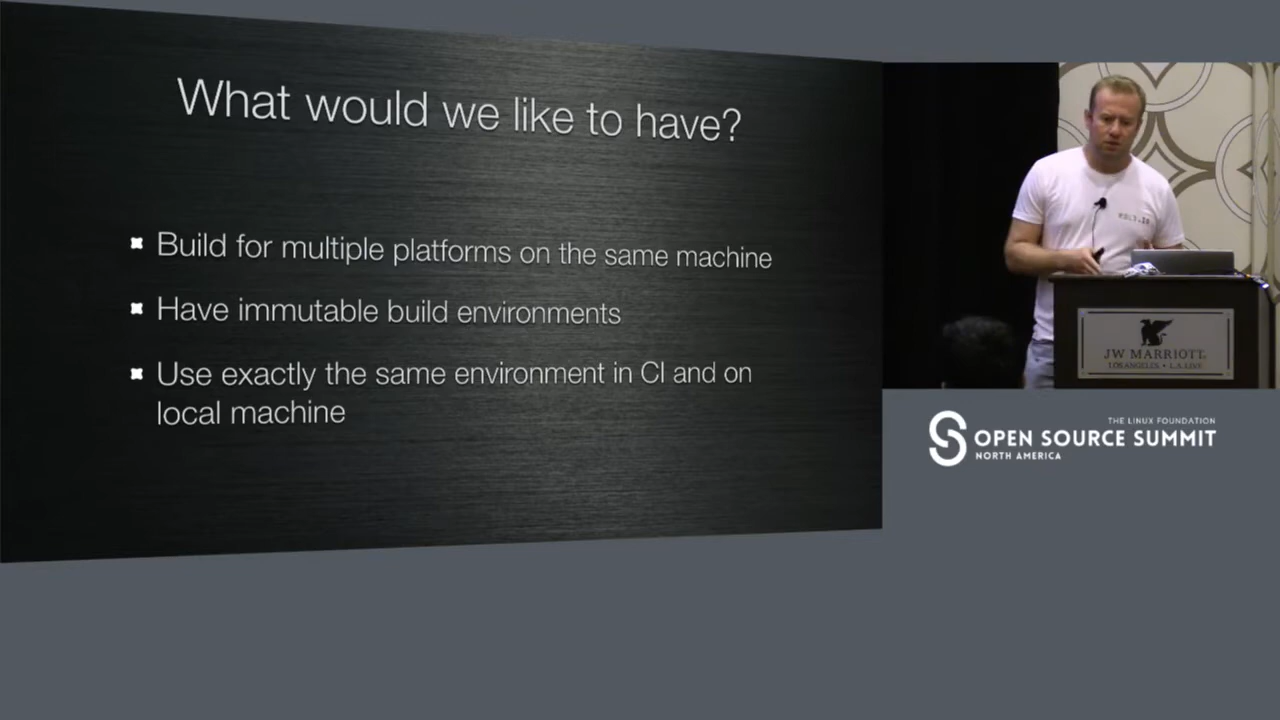 What would we like to have?
Build for multiple platforms on the same machine
Have immutable build environments
Use exactly the same environment in CI and on
local machine
JW MARRIOTT
LOS ANGELES • L.A. LIVE
THE LINUX FOUNDATION
OPEN SOURCE SUMMIT
NORTH AMERICA